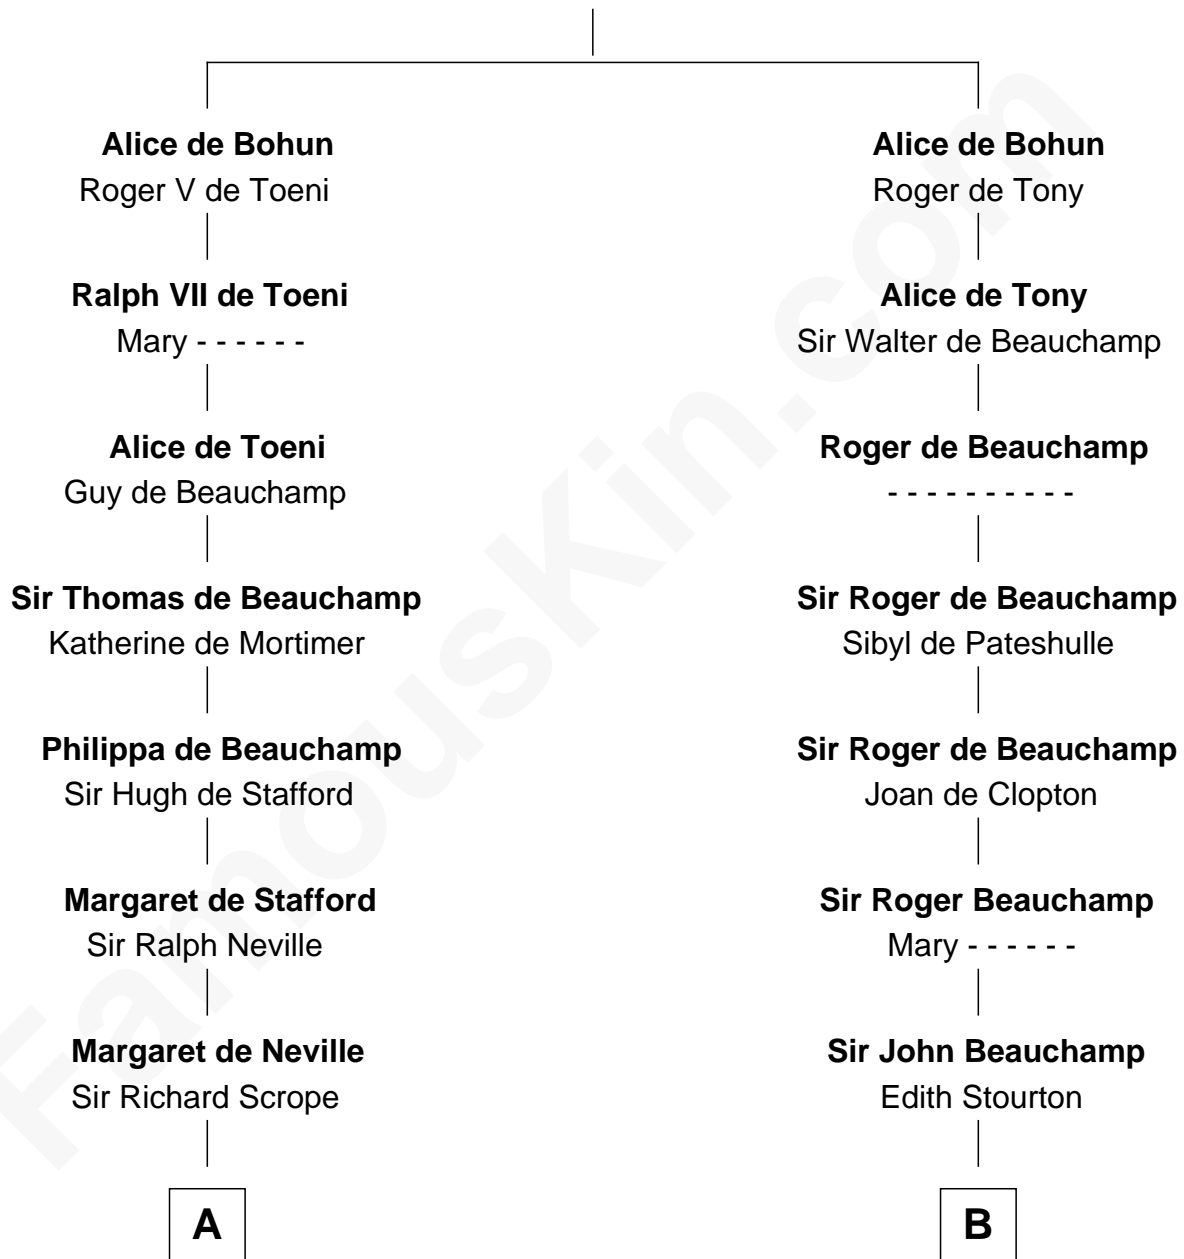 Alice de Bohun
Roger V de Toeni
Ralph VII de Toeni
Mary - - - - - -
Alice de Toeni
Guy de Beauchamp
Sir Thomas de Beauchamp
Katherine de Mortimer
Philippa de Beauchamp
Sir Hugh de Stafford
Margaret de Stafford
Sir Ralph Neville
Margaret de Neville
Sir Richard Scrope
A
Alice de Bohun
Roger de Tony
Alice de Tony
Sir Walter de Beauchamp
Roger de Beauchamp
- - - - - - - - - -
Sir Roger de Beauchamp
Sibyl de Pateshulle
Sir Roger de Beauchamp
Joan de Clopton
Sir Roger Beauchamp
Mary - - - - - -
Sir John Beauchamp
Edith Stourton
B
FamousKin.com